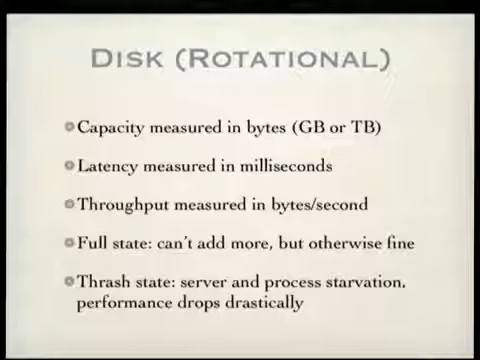 DISK (ROTATIONAL)
Capacity measured in bytes (GB or TB)
Latency measured in milliseconds
Throughput measured in bytes/second
Full state: can't add more, but otherwise fine
Thrash state: server and process starvation,
performance drops drastically